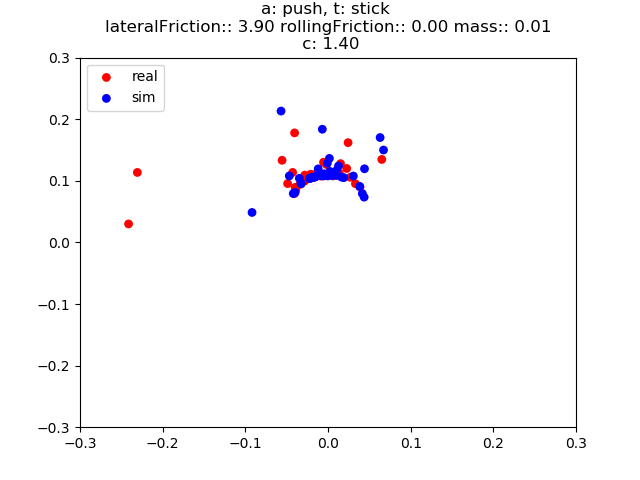 a: push, t: stick
lateralFriction:: 3.90 rollingFriction:: 0.00 mass:: 0.01
c: 1.40
real
sim
0.3
0.2
0.1
0.0
−0.1
−0.2
−0.3
−0.3 −0.2 −0.1 0.0 0.1 0.2 0.3